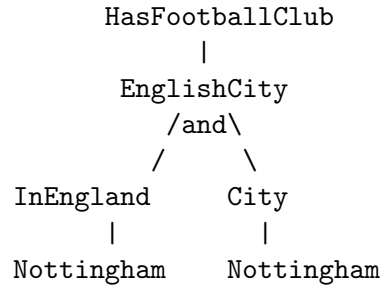 HasFootballClub
|
EnglishCity
/and\
/ \
InEngland City
| |
Nottingham Nottingham